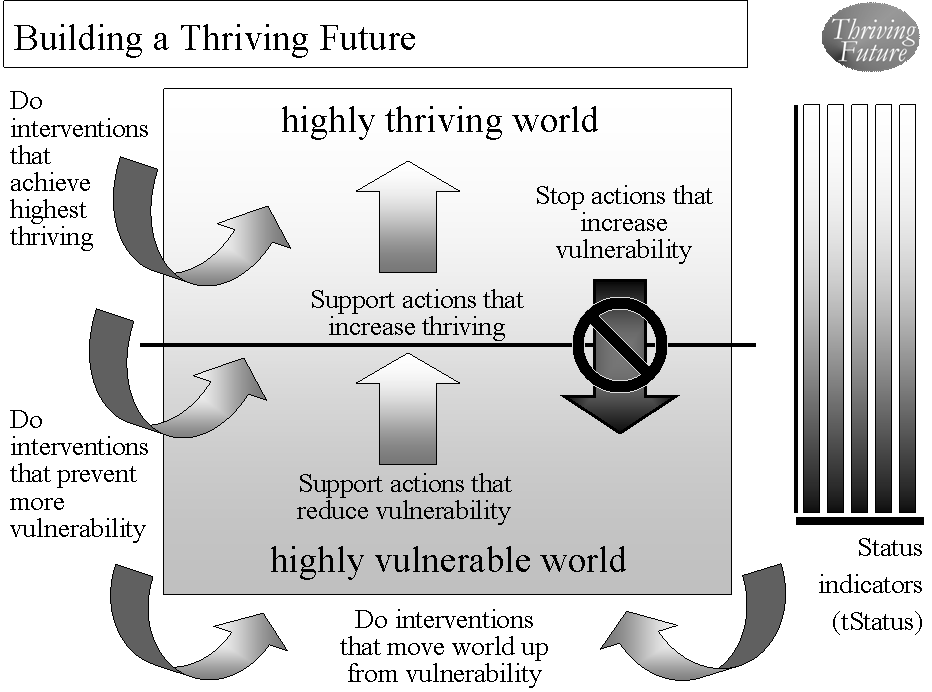 Building a Thriving Future
Thriving
Future
Do
interventions
that
achieve
highest
thriving
highly thriving world
Stop actions that
increase
vulnerability
Support actions that
increase thriving
Do
interventions
that prevent
more
vulnerability
Support actions that
reduce vulnerability
highly vulnerable world
Do interventions
that move world up
from vulnerability
Status
indicators
(tStatus)